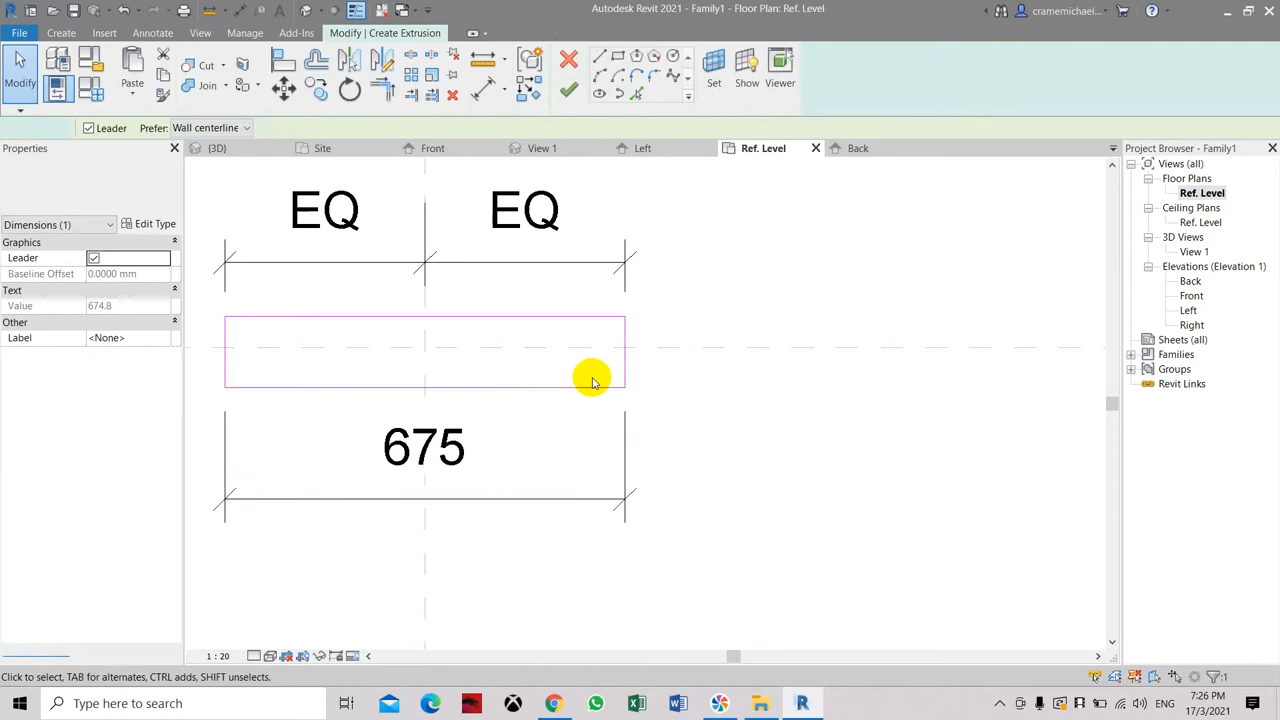 Autodesk Revit 2021 - Family1 - Floor Plan: Ref. Level
cramemichael...
File Create Insert Annotate View Manage Add-Ins Modify | Create Extrusion
Modify
Paste
Cut
Join
Set Show Viewer
Leader Prefer: Wall centerline
Properties
{3D} Site Front View 1 Left Ref. Level Back
Project Browser - Family1
Dimensions (1) Edit Type
Graphics
Leader
Baseline Offset 0.0000 mm
Text
Value 674.8
Other
Label <None>
EQ EQ
675
Views (all)
Floor Plans
Ref. Level
Ceiling Plans
Ref. Level
3D Views
View 1
Elevations (Elevation 1)
Back
Front
Left
Right
Sheets (all)
Families
Groups
Revit Links
1 : 20
Click to select, TAB for alternates, CTRL adds, SHIFT unselects.
:1
Type here to search
ENG
7:26 PM
17/3/2021